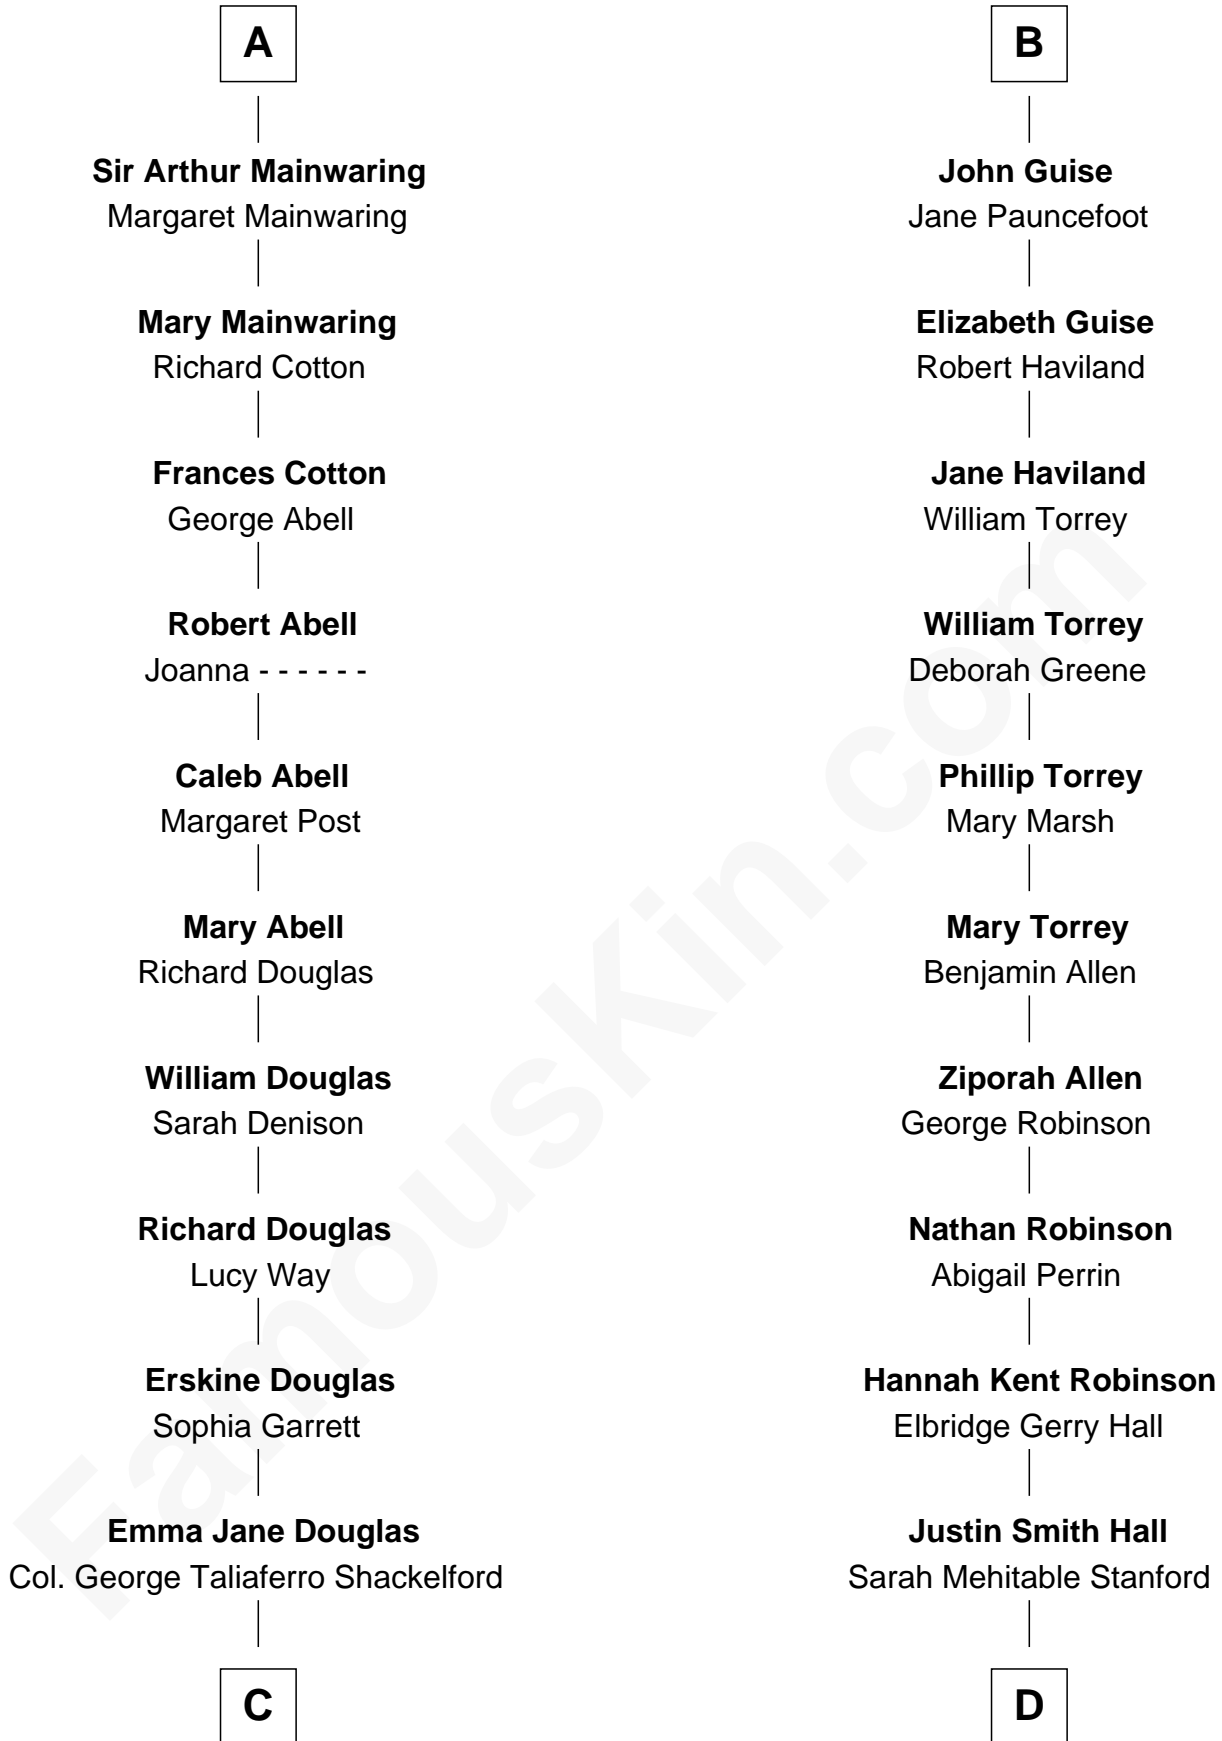 A
Sir Arthur Mainwaring
Margaret Mainwaring
Mary Mainwaring
Richard Cotton
Frances Cotton
George Abell
Robert Abell
Joanna - - - - - -
Caleb Abell
Margaret Post
Mary Abell
Richard Douglas
William Douglas
Sarah Denison
Richard Douglas
Lucy Way
Erskine Douglas
Sophia Garrett
Emma Jane Douglas
Col. George Taliaferro Shackelford
C
B
John Guise
Jane Pauncefoot
Elizabeth Guise
Robert Haviland
Jane Haviland
William Torrey
William Torrey
Deborah Greene
Phillip Torrey
Mary Marsh
Mary Torrey
Benjamin Allen
Ziporah Allen
George Robinson
Nathan Robinson
Abigail Perrin
Hannah Kent Robinson
Elbridge Gerry Hall
Justin Smith Hall
Sarah Mehitable Stanford
D
FamousKin.com